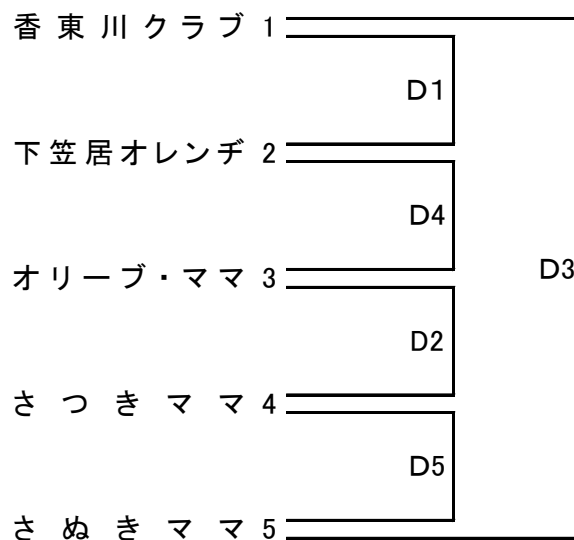 香東川クラブ 1
D1
下笠居オレンヂ 2
D4
オリーブ・ママ 3
D3
D2
さつきママ 4
D5
さぬきママ 5